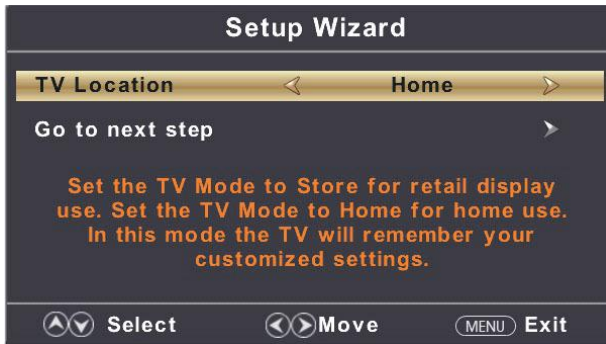 Setup Wizard
TV Location Home
Go to next step
Set the TV Mode to Store for retail display
use. Set the TV Mode to Home for home use.
In this mode the TV will remember your
customized settings.
Select Move MENU Exit